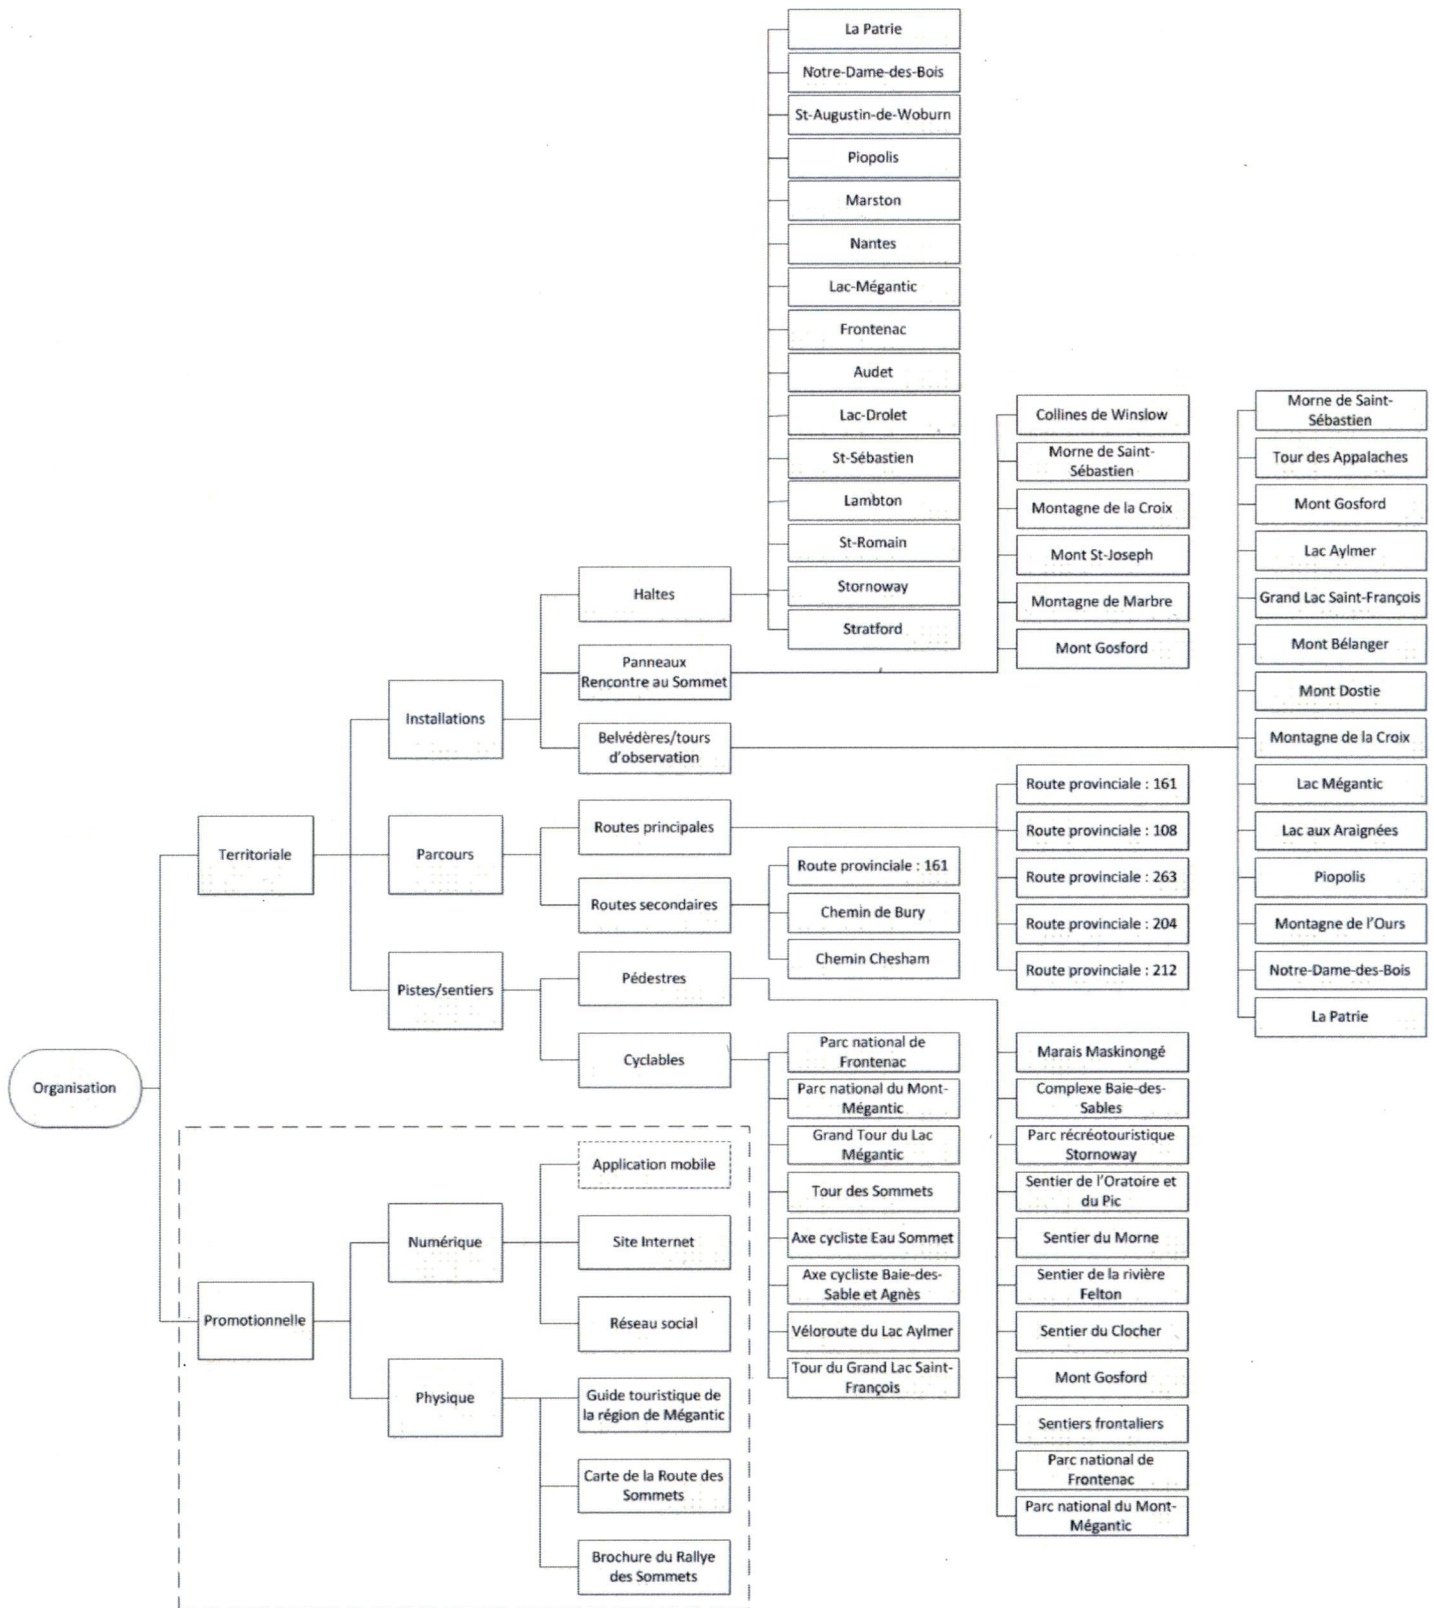 La Patrie
Notre-Dame-des-Bois
St-Augustin-de-Woburn
Piopolis
Marston
Nantes
Lac-Mégantic
Frontenac
Audet
Lac-Drolet
St-Sébastien
Lambton
St-Romain
Stornoway
Stratford
Collines de Winslow
Morne de Saint-
Sébastien
Montagne de la Croix
Mont St-Joseph
Montagne de Marbre
Mont Gosford
Morne de Saint-
Sébastien
Tour des Appalaches
Mont Gosford
Lac Aylmer
Grand Lac Saint-François
Mont Bélanger
Mont Dostie
Montagne de la Croix
Lac Mégantic
Lac aux Araignées
Piopolis
Montagne de l'Ours
Notre-Dame-des-Bois
La Patrie
Haltes
Panneaux
Rencontre au Sommet
Belvédères/tours
d'observation
Installations
Territoriale
Parcours
Routes principales
Routes secondaires
Route provinciale : 161
Chemin de Bury
Chemin Chesham
Route provinciale : 161
Route provinciale : 108
Route provinciale : 263
Route provinciale : 204
Route provinciale : 212
Pistes/sentiers
Pédestres
Cyclables
Organisation
Parc national de
Frontenac
Parc national du Mont-
Mégantic
Grand Tour du Lac
Mégantic
Tour des Sommets
Axe cycliste Eau Sommet
Axe cycliste Baie-des-
Sable et Agnès
Véloroute du Lac Aylmer
Tour du Grand Lac Saint-
François
Marais Maskinongé
Complexe Baie-des-
Sables
Parc récréotouristique
Stornoway
Sentier de l'Oratoire et
du Pic
Sentier du Morne
Sentier de la rivière
Felton
Sentier du Clocher
Mont Gosford
Sentiers frontaliers
Parc national de
Frontenac
Parc national du Mont-
Mégantic
Promotionnelle
Numérique
Application mobile
Site Internet
Réseau social
Physique
Guide touristique de
la région de Mégantic
Carte de la Route des
Sommets
Brochure du Rallye
des Sommets